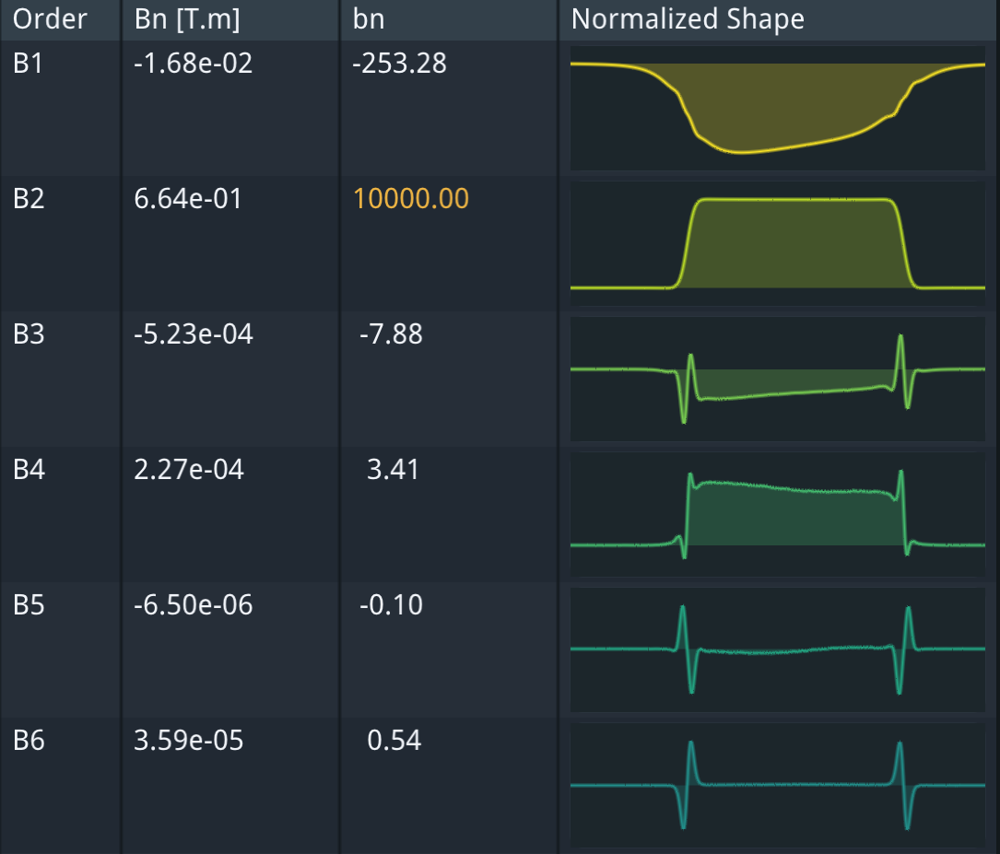 Order Bn [T.m] bn Normalized Shape
B1 -1.68e-02 -253.28
B2 6.64e-01 10000.00
B3 -5.23e-04 -7.88
B4 2.27e-04 3.41
B5 -6.50e-06 -0.10
B6 3.59e-05 0.54